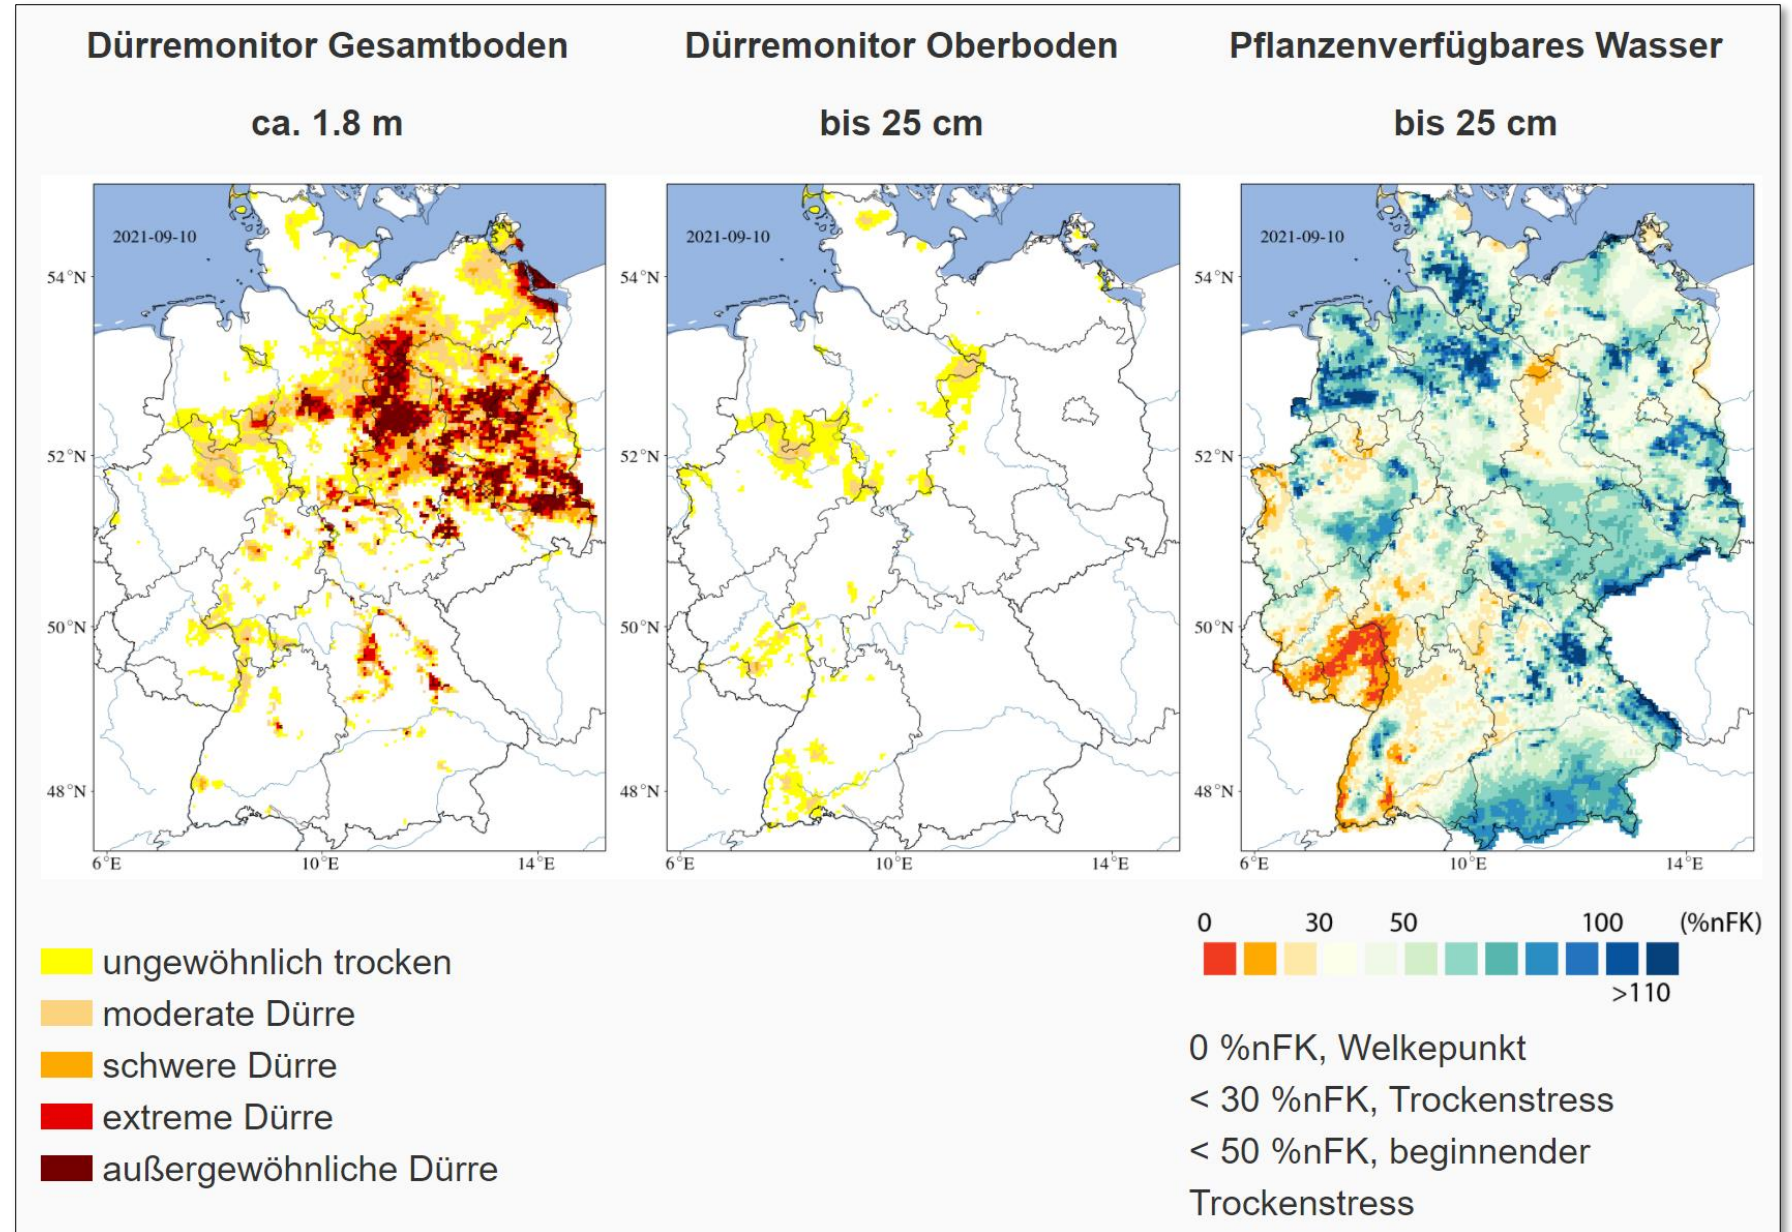 Dürremonitor Gesamtboden
ca. 1.8 m
Dürremonitor Oberboden
bis 25 cm
Pflanzenverfügbares Wasser
bis 25 cm
2021-09-10
54°N
52°N
50°N
48°N
6°E 10°E 14°E
2021-09-10
54°N
52°N
50°N
48°N
6°E 10°E 14°E
2021-09-10
54°N
52°N
50°N
48°N
6°E 10°E 14°E
ungewöhnlich trocken
moderate Dürre
schwere Dürre
extreme Dürre
außergewöhnliche Dürre
0 30 50 100 (%nFK)
>110
0 %nFK, Welkepunkt
< 30 %nFK, Trockenstress
< 50 %nFK, beginnender
Trockenstress